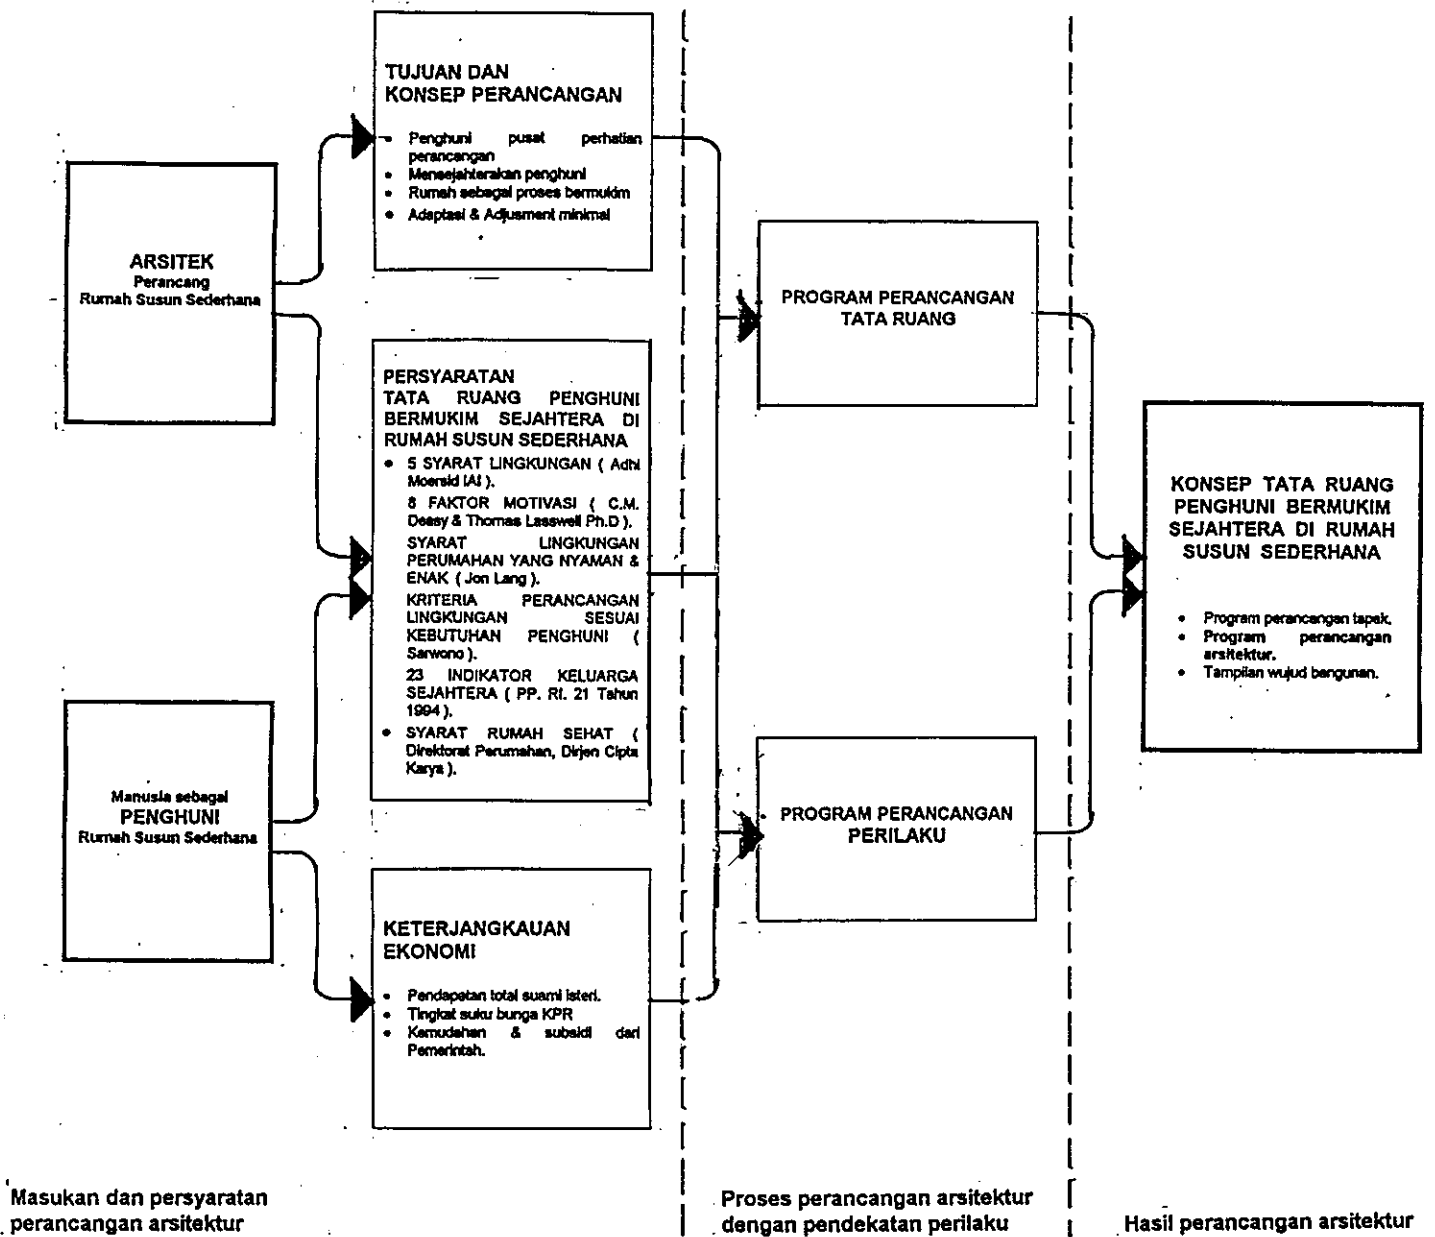 TUJUAN DAN
KONSEP PERANCANGAN
• Penghuni pusat perhatian
perancangan
• Mensejahterakan penghuni
• Rumah sebagai proses bermukim
• Adaptasi & Adjusment minimal
ARSITEK
Perancang
Rumah Susun Sederhana
PERSYARATAN
TATA RUANG PENGHUNI
BERMUKIM SEJAHTERA DI
RUMAH SUSUN SEDERHANA
• 5 SYARAT LINGKUNGAN ( Adhi
Moersid IAI ).
8 FAKTOR MOTIVASI ( C.M.
Deasy & Thomas Lasswell Ph.D ).
SYARAT LINGKUNGAN
PERUMAHAN YANG NYAMAN &
ENAK ( Jon Lang ).
KRITERIA PERANCANGAN
LINGKUNGAN SESUAI
KEBUTUHAN PENGHUNI (
Sarwono ).
23 INDIKATOR KELUARGA
SEJAHTERA ( PP. RI. 21 Tahun
1994 ).
• SYARAT RUMAH SEHAT (
Direktorat Perumahan, Dirjen Cipta
Karya ).
Manusia sebagai
PENGHUNI
Rumah Susun Sederhana
KETERJANGKAUAN
EKONOMI
• Pendapatan total suami isteri.
• Tingkat suku bunga KPR
• Kemudahan & subsidi dari
Pemerintah.
PROGRAM PERANCANGAN
TATA RUANG
PROGRAM PERANCANGAN
PERILAKU
KONSEP TATA RUANG
PENGHUNI BERMUKIM
SEJAHTERA DI RUMAH
SUSUN SEDERHANA
• Program perancangan tapak.
• Program perancangan
arsitektur.
• Tampilan wujud bangunan.
Masukan dan persyaratan
perancangan arsitektur
Proses perancangan arsitektur
dengan pendekatan perilaku
Hasil perancangan arsitektur